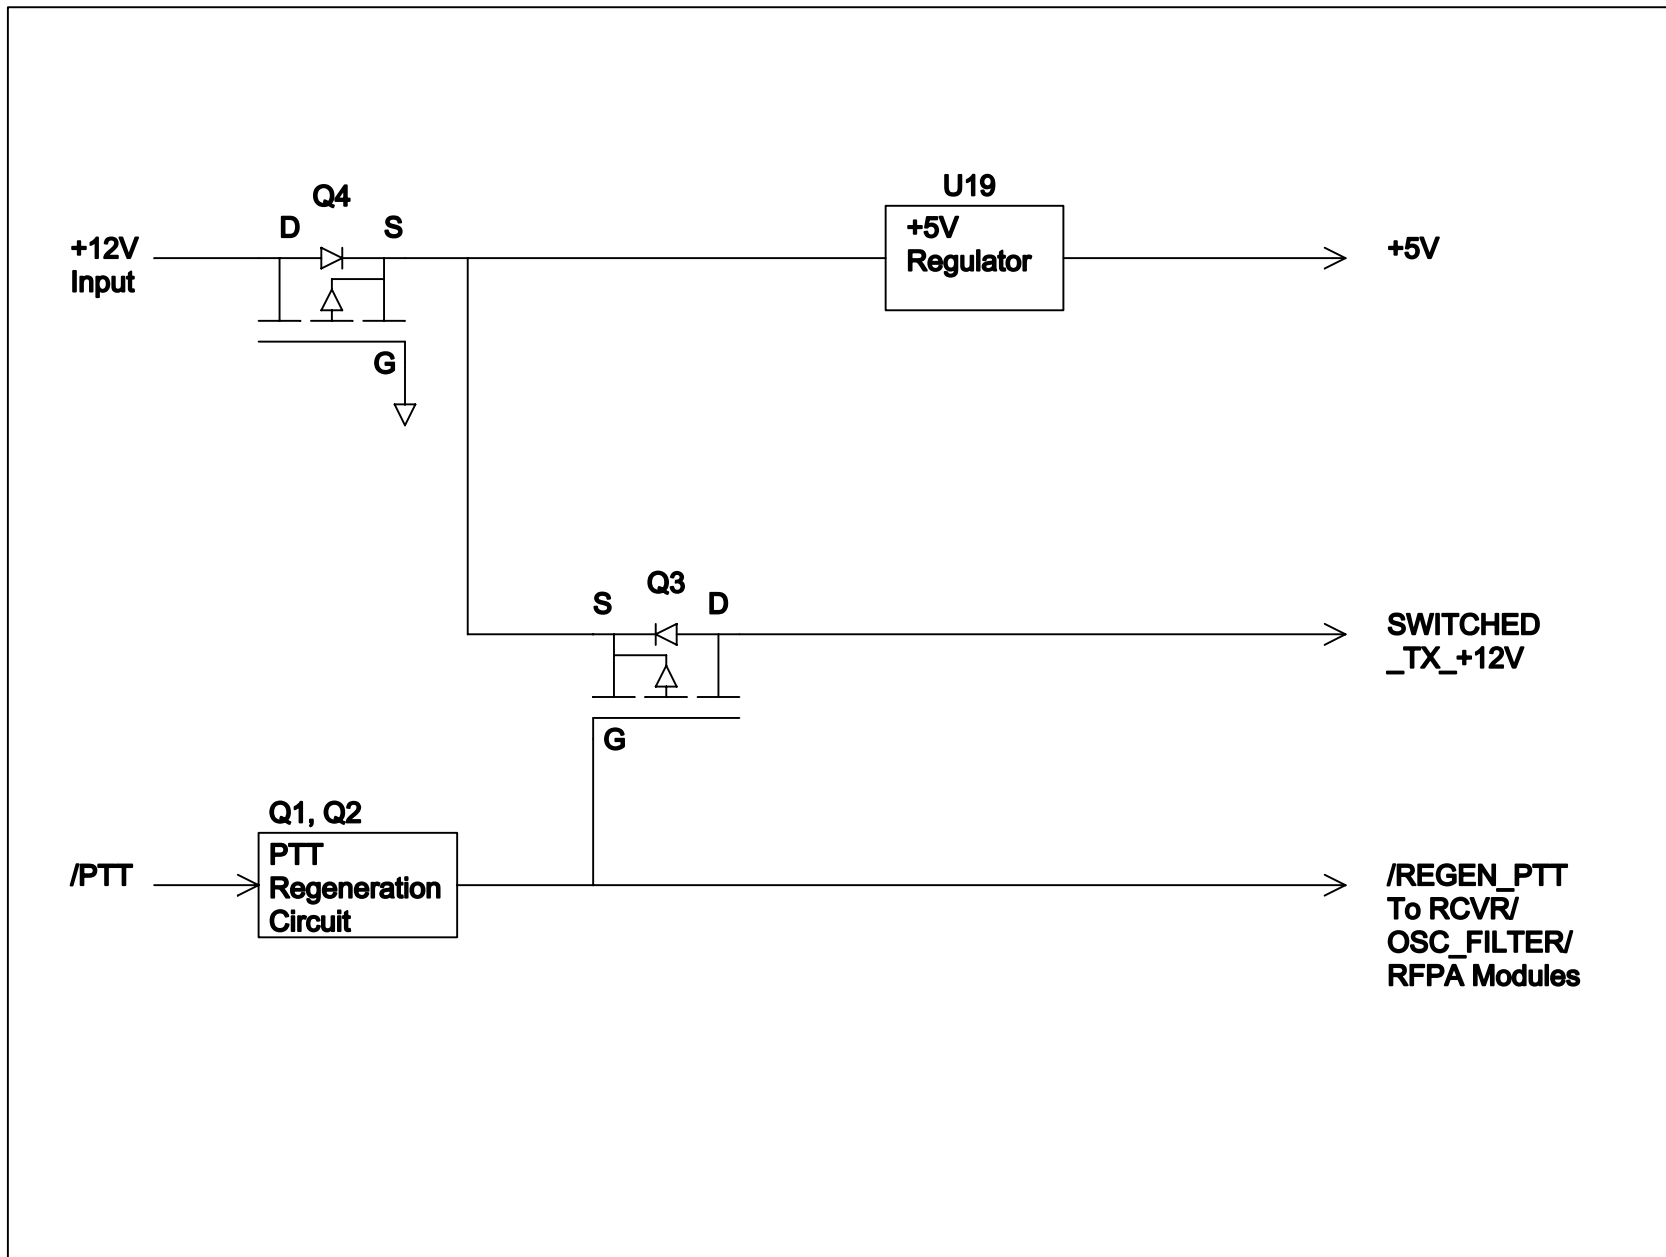 Q4
D
S
+12V
Input
G
U19
+5V
Regulator
+5V
Q3
S
D
G
SWITCHED
_TX_+12V
Q1, Q2
/PTT
PTT
Regeneration
Circuit
/REGEN_PTT
To RCVR/
OSC_FILTER/
RFPA Modules